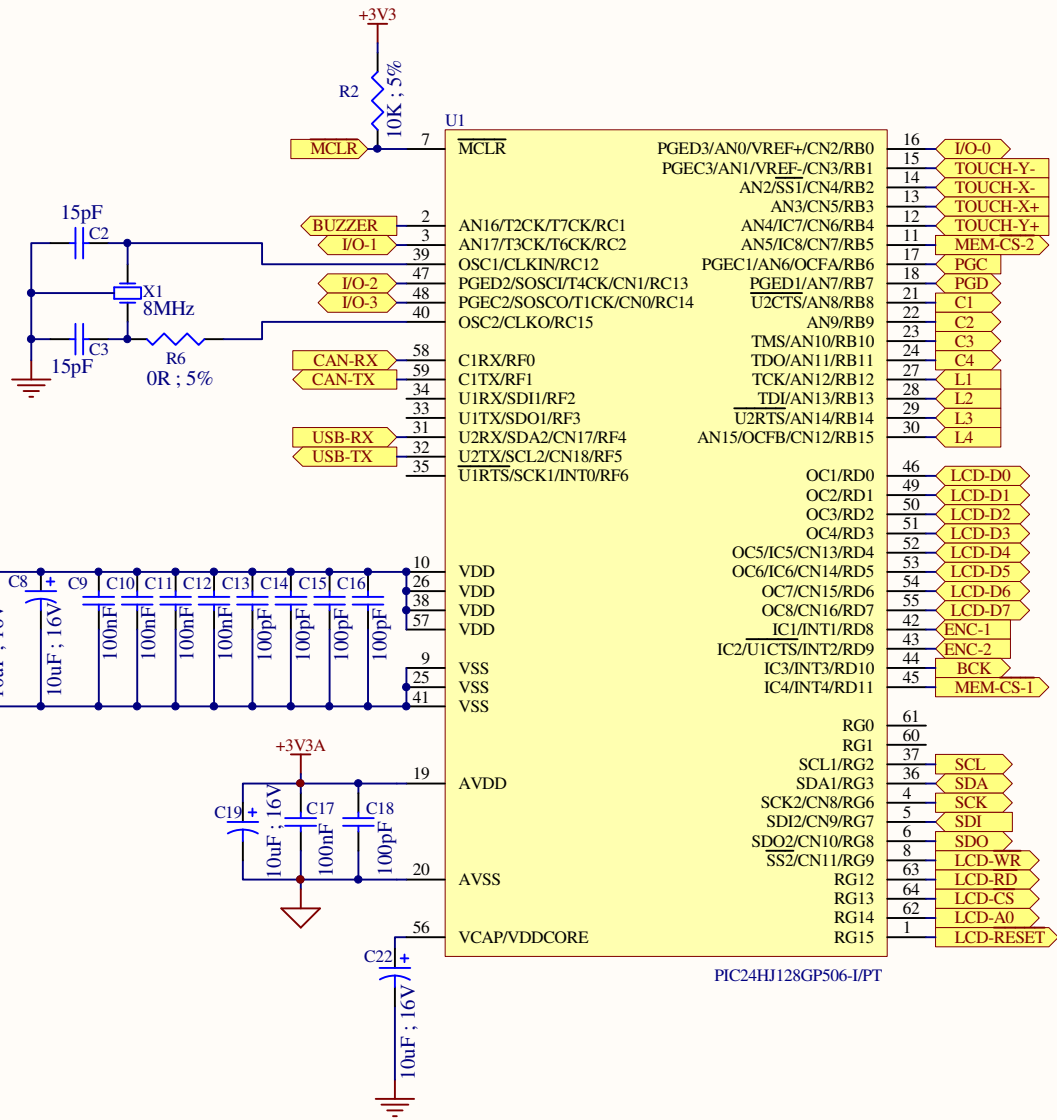 +3V3
R2
10K ; 5%
U1
MCLR
7
MCLR
BUZZER
2
AN16/T2CK/T7CK/RC1
I/O-1
3
AN17/T3CK/T6CK/RC2
39
OSC1/CLKIN/RC12
I/O-2
47
PGED2/SOSCI/T4CK/CN1/RC13
I/O-3
48
PGEC2/SOSCO/T1CK/CN0/RC14
40
OSC2/CLKO/RC15
15pF
C2
X1
8MHz
C3
15pF
R6
0R ; 5%
CAN-RX
58
C1RX/RF0
CAN-TX
59
C1TX/RF1
34
U1RX/SDI1/RF2
33
U1TX/SDO1/RF3
USB-RX
31
U2RX/SDA2/CN17/RF4
USB-TX
32
U2TX/SCL2/CN18/RF5
35
U1RTS/SCK1/INT0/RF6
C8
+
10uF ; 16V
C9
100nF
C10
100nF
C11
100nF
C12
100nF
C13
100pF
C14
100pF
C15
100pF
C16
100pF
10
VDD
26
VDD
38
VDD
57
VDD
9
VSS
25
VSS
41
VSS
+3V3A
19
AVDD
C19
+
10uF ; 16V
C17
100nF
C18
100pF
20
AVSS
56
VCAP/VDDCORE
C22
+
10uF ; 16V
PGED3/AN0/VREF+/CN2/RB0
16
I/O-0
PGEC3/AN1/VREF-/CN3/RB1
15
TOUCH-Y-
AN2/SS1/CN4/RB2
14
TOUCH-X-
AN3/CN5/RB3
13
TOUCH-X+
AN4/IC7/CN6/RB4
12
TOUCH-Y+
AN5/IC8/CN7/RB5
11
MEM-CS-2
PGEC1/AN6/OCFA/RB6
17
PGC
PGED1/AN7/RB7
18
PGD
U2CTS/AN8/RB8
21
C1
AN9/RB9
22
C2
TMS/AN10/RB10
23
C3
TDO/AN11/RB11
24
C4
TCK/AN12/RB12
27
L1
TDI/AN13/RB13
28
L2
U2RTS/AN14/RB14
29
L3
AN15/OCFB/CN12/RB15
30
L4
OC1/RD0
46
LCD-D0
OC2/RD1
49
LCD-D1
OC3/RD2
50
LCD-D2
OC4/RD3
51
LCD-D3
OC5/IC5/CN13/RD4
52
LCD-D4
OC6/IC6/CN14/RD5
53
LCD-D5
OC7/CN15/RD6
54
LCD-D6
OC8/CN16/RD7
55
LCD-D7
IC1/INT1/RD8
42
ENC-1
IC2/U1CTS/INT2/RD9
43
ENC-2
IC3/INT3/RD10
44
BCK
IC4/INT4/RD11
45
MEM-CS-1
RG0
61
RG1
60
SCL1/RG2
37
SCL
SDA1/RG3
36
SDA
SCK2/CN8/RG6
4
SCK
SDI2/CN9/RG7
5
SDI
SDO2/CN10/RG8
6
SDO
SS2/CN11/RG9
8
LCD-WR
RG12
63
LCD-RD
RG13
64
LCD-CS
RG14
62
LCD-A0
RG15
1
LCD-RESET
PIC24HJ128GP506-I/PT